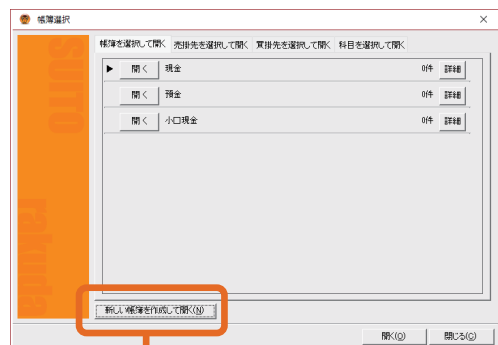 帳簿選択
帳簿を選択して開く 売掛先を選択して開く 買掛先を選択して開く 科目を選択して開く
開く 現金 0件 詳細
開く 預金 0件 詳細
開く 小口現金 0件 詳細
SUITO
rakuda
新しい帳簿を作成して開く(N)
開く(O) 閉じる(C)